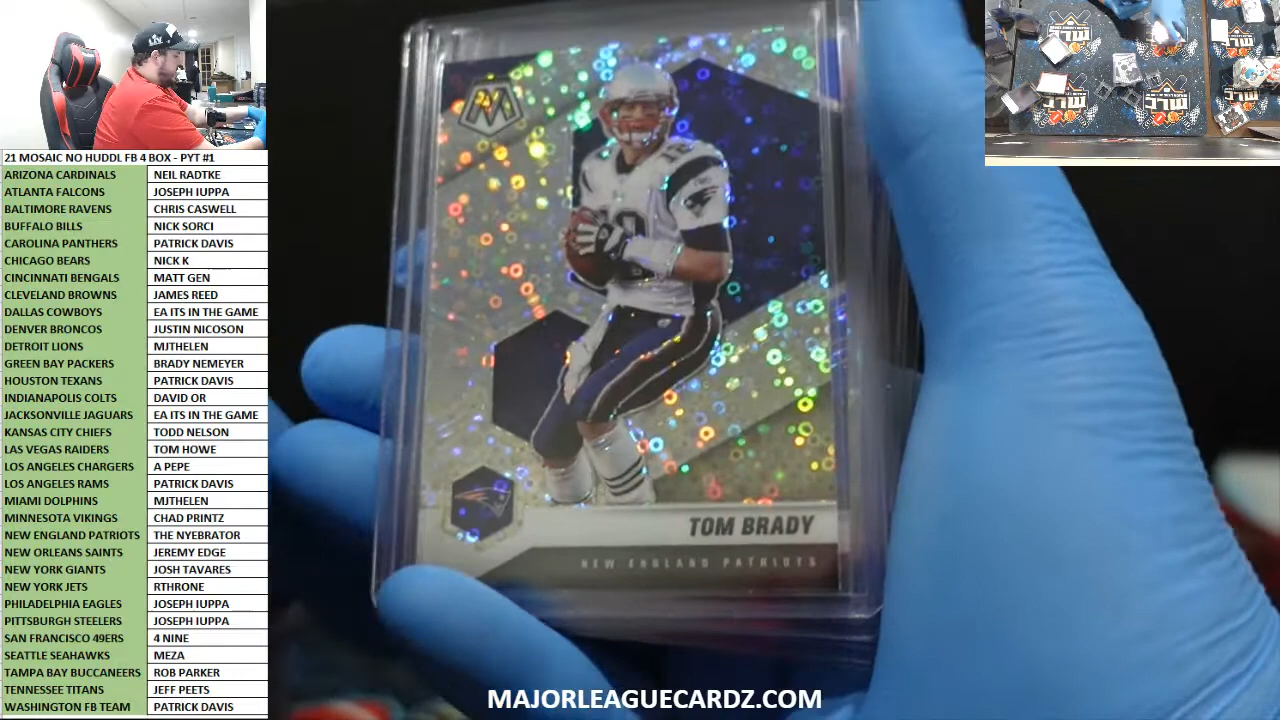 LIV
21 MOSAIC NO HUDDL FB 4 BOX - PYT #1
ARIZONA CARDINALS NEIL RADTKE
ATLANTA FALCONS JOSEPH IUPPA
BALTIMORE RAVENS CHRIS CASWELL
BUFFALO BILLS NICK SORCI
CAROLINA PANTHERS PATRICK DAVIS
CHICAGO BEARS NICK K
CINCINNATI BENGALS MATT GEN
CLEVELAND BROWNS JAMES REED
DALLAS COWBOYS EA ITS IN THE GAME
DENVER BRONCOS JUSTIN NICOSON
DETROIT LIONS MJTHELEN
GREEN BAY PACKERS BRADY NEMEYER
HOUSTON TEXANS PATRICK DAVIS
INDIANAPOLIS COLTS DAVID OR
JACKSONVILLE JAGUARS EA ITS IN THE GAME
KANSAS CITY CHIEFS TODD NELSON
LAS VEGAS RAIDERS TOM HOWE
LOS ANGELES CHARGERS A PEPE
LOS ANGELES RAMS PATRICK DAVIS
MIAMI DOLPHINS MJTHELEN
MINNESOTA VIKINGS CHAD PRINTZ
NEW ENGLAND PATRIOTS THE NYEBRATOR
NEW ORLEANS SAINTS JEREMY EDGE
NEW YORK GIANTS JOSH TAVARES
NEW YORK JETS RTHRONE
PHILADELPHIA EAGLES JOSEPH IUPPA
PITTSBURGH STEELERS JOSEPH IUPPA
SAN FRANCISCO 49ERS 4 NINE
SEATTLE SEAHAWKS MEZA
TAMPA BAY BUCCANEERS ROB PARKER
TENNESSEE TITANS JEFF PEETS
WASHINGTON FB TEAM PATRICK DAVIS
M
12
TOM BRADY
NEW ENGLAND PATRIOTS
MAJORLEAGUECARDZ.COM